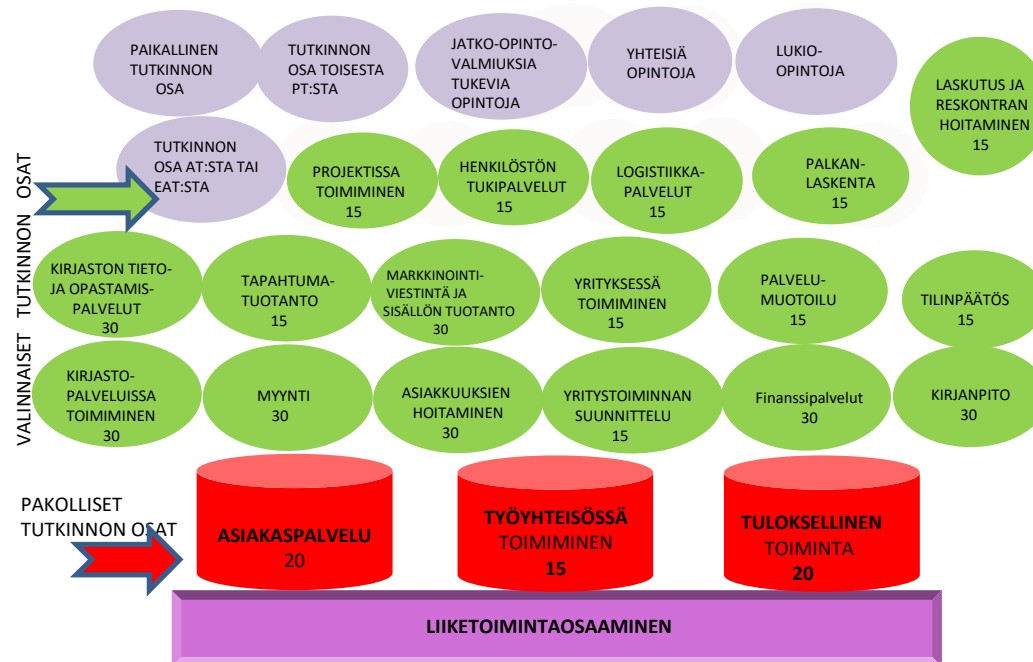 PAIKALLINEN
TUTKINNON
OSA
TUTKINNON
OSA TOISESTA
PT:STA
JATKO-OPINTO-
VALMIUKSIA
TUKEVIA
OPINTOJA
YHTEISIÄ
OPINTOJA
LUKIO-
OPINTOJA
LASKUTUS JA
RESKONTRAN
HOITAMINEN
15
TUTKINNON
OSA AT:STA TAI
EAT:STA
PROJEKTISSA
TOIMIMINEN
15
HENKILÖSTÖN
TUKIPALVELUT
15
LOGISTIIKKA-
PALVELUT
15
PALKAN-
LASKENTA
15
VALINNAISET TUTKINNON OSAT
KIRJASTON TIETO-
JA OPASTAMIS-
PALVELUT
30
TAPAHTUMA-
TUOTANTO
15
MARKKINOINTI-
VIESTINTÄ JA
SISÄLLÖN TUOTANTO
30
YRITYKSESSÄ
TOIMIMINEN
15
PALVELU-
MUOTOILU
15
TILINPÄÄTÖS
15
KIRJASTO-
PALVELUISSA
TOIMIMINEN
30
MYYNTI
30
ASIAKKUUKSIEN
HOITAMINEN
30
YRITYSTOIMINNAN
SUUNNITTELU
15
Finanssipalvelut
30
KIRJANPITO
30
PAKOLLISET
TUTKINNON OSAT
ASIAKASPALVELU
20
TYÖYHTEISÖSSÄ
TOIMIMINEN
15
TULOKSELLINEN
TOIMINTA
20
LIIKETOIMINTAOSAAMINEN